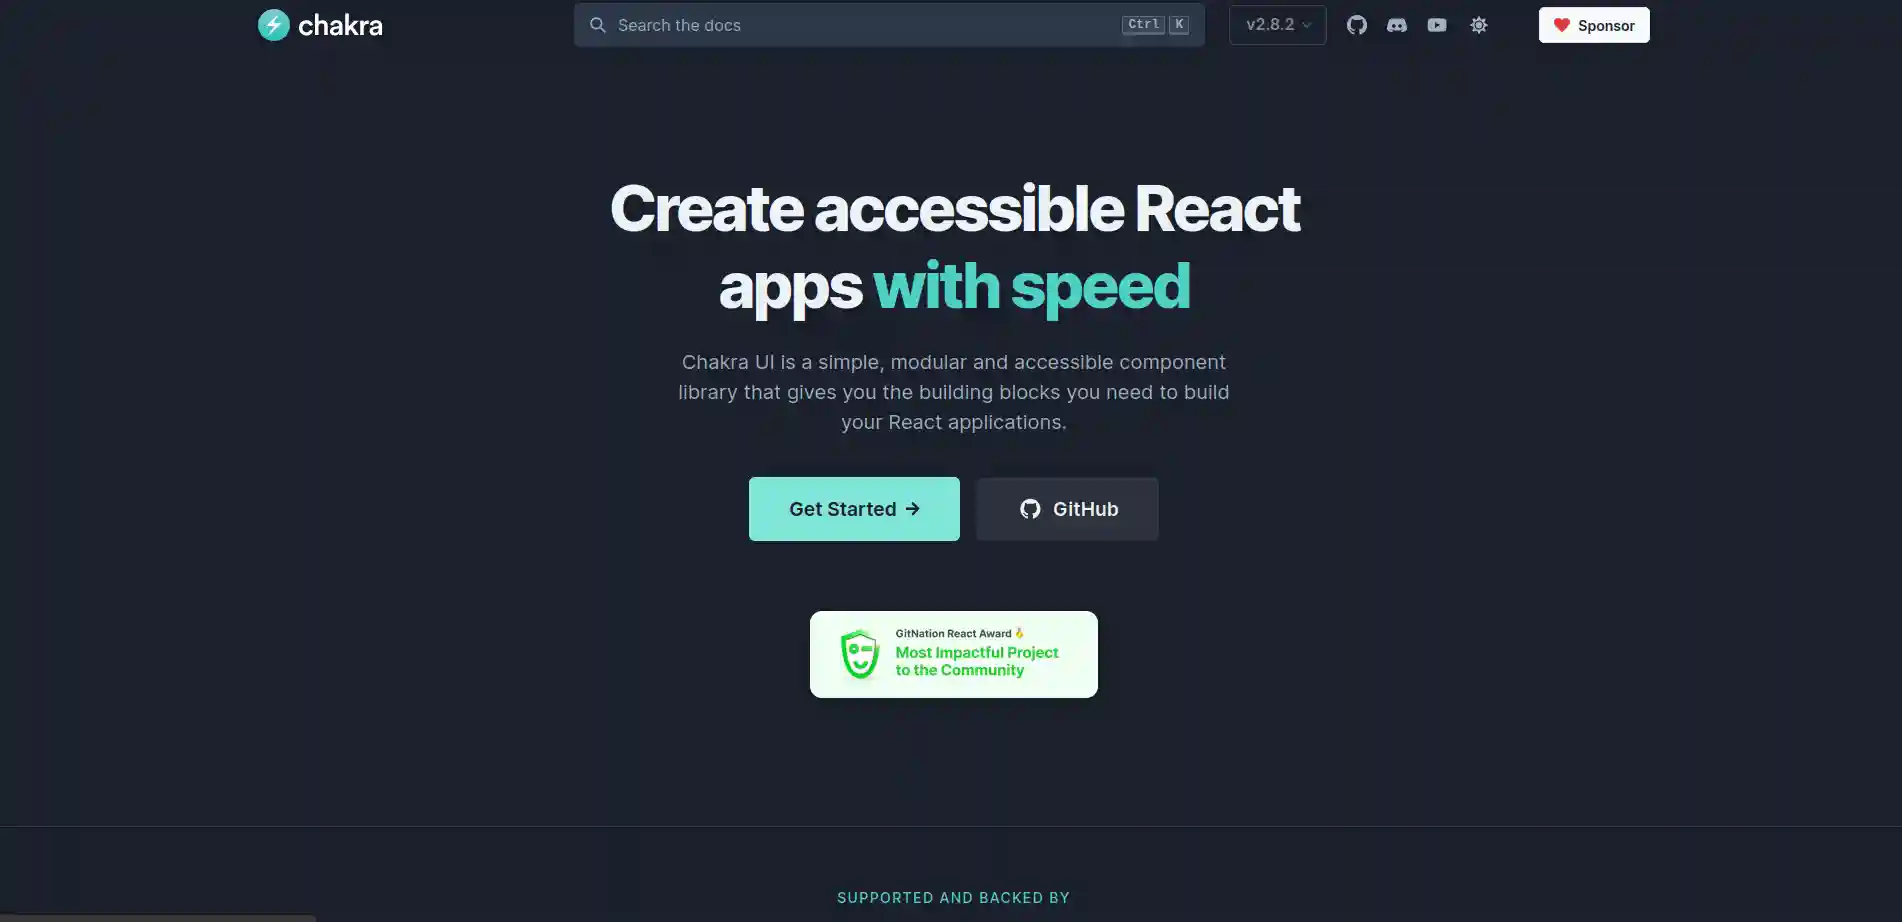 chakra
Search the docs
Ctrl K
v2.8.2
Sponsor
Create accessible React
apps with speed
Chakra UI is a simple, modular and accessible component
library that gives you the building blocks you need to build
your React applications.
Get Started →
GitHub
GitNation React Award 🏅
Most Impactful Project
to the Community
SUPPORTED AND BACKED BY